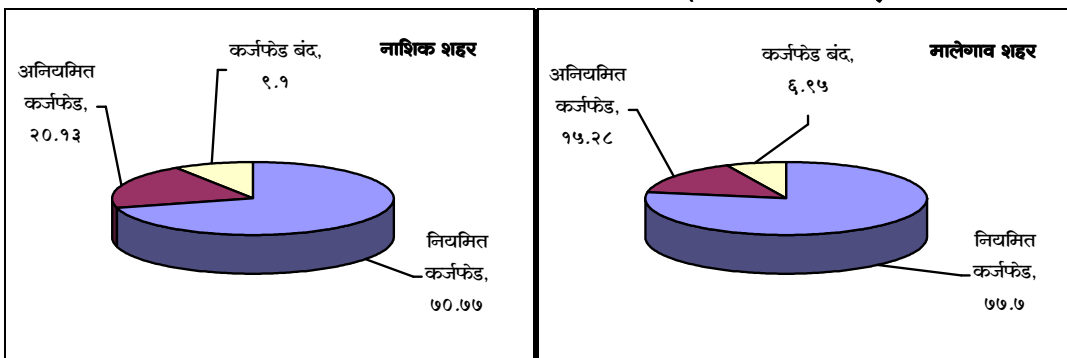 नाशिक शहर
कर्जफेड बंद,
९.१
अनियमित
कर्जफेड,
२०.१३
नियमित
कर्जफेड,
७०.७७
मालेगाव शहर
कर्जफेड बंद,
६.९५
अनियमित
कर्जफेड,
१५.२८
नियमित
कर्जफेड,
७७.७